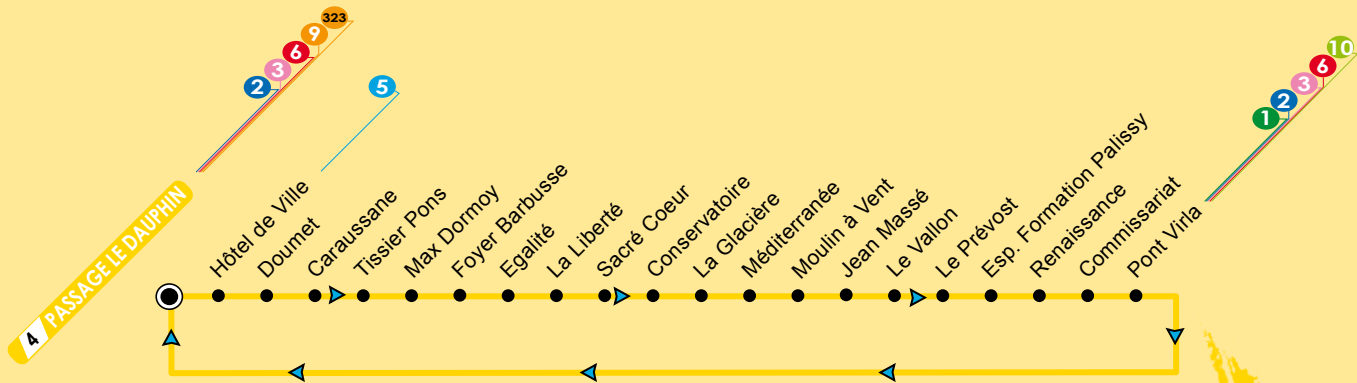 323
9
6
3
2
5
10
6
3
2
1
4 PASSAGE LE DAUPHIN
Hôtel de Ville
Doumet
Caraussane
Tissier Pons
Max Dormoy
Foyer Barbusse
Egalité
La Liberté
Sacré Coeur
Conservatoire
La Glacière
Méditerranée
Moulin à Vent
Jean Massé
Le Vallon
Le Prévost
Esp. Formation Palissy
Renaissance
Commissariat
Pont Virla